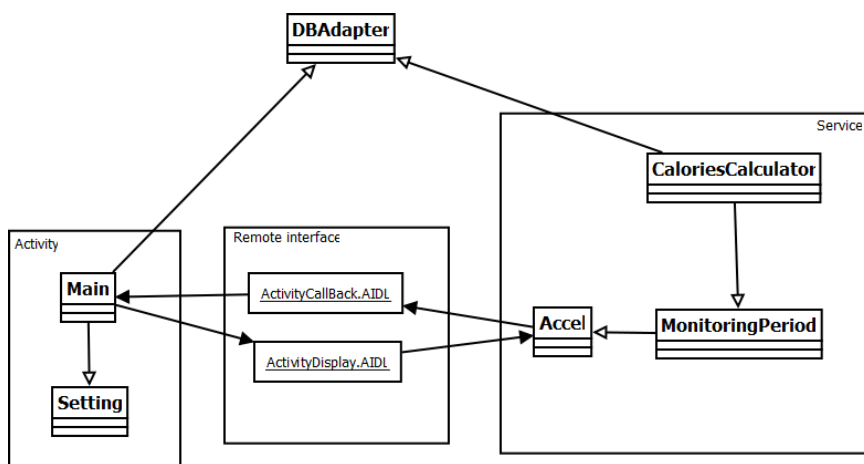 DBAdapter
Service
CaloriesCalculator
Activity
Remote interface
Main
ActivityCallBack.AIDL
Accel
MonitoringPeriod
ActivityDisplay.AIDL
Setting